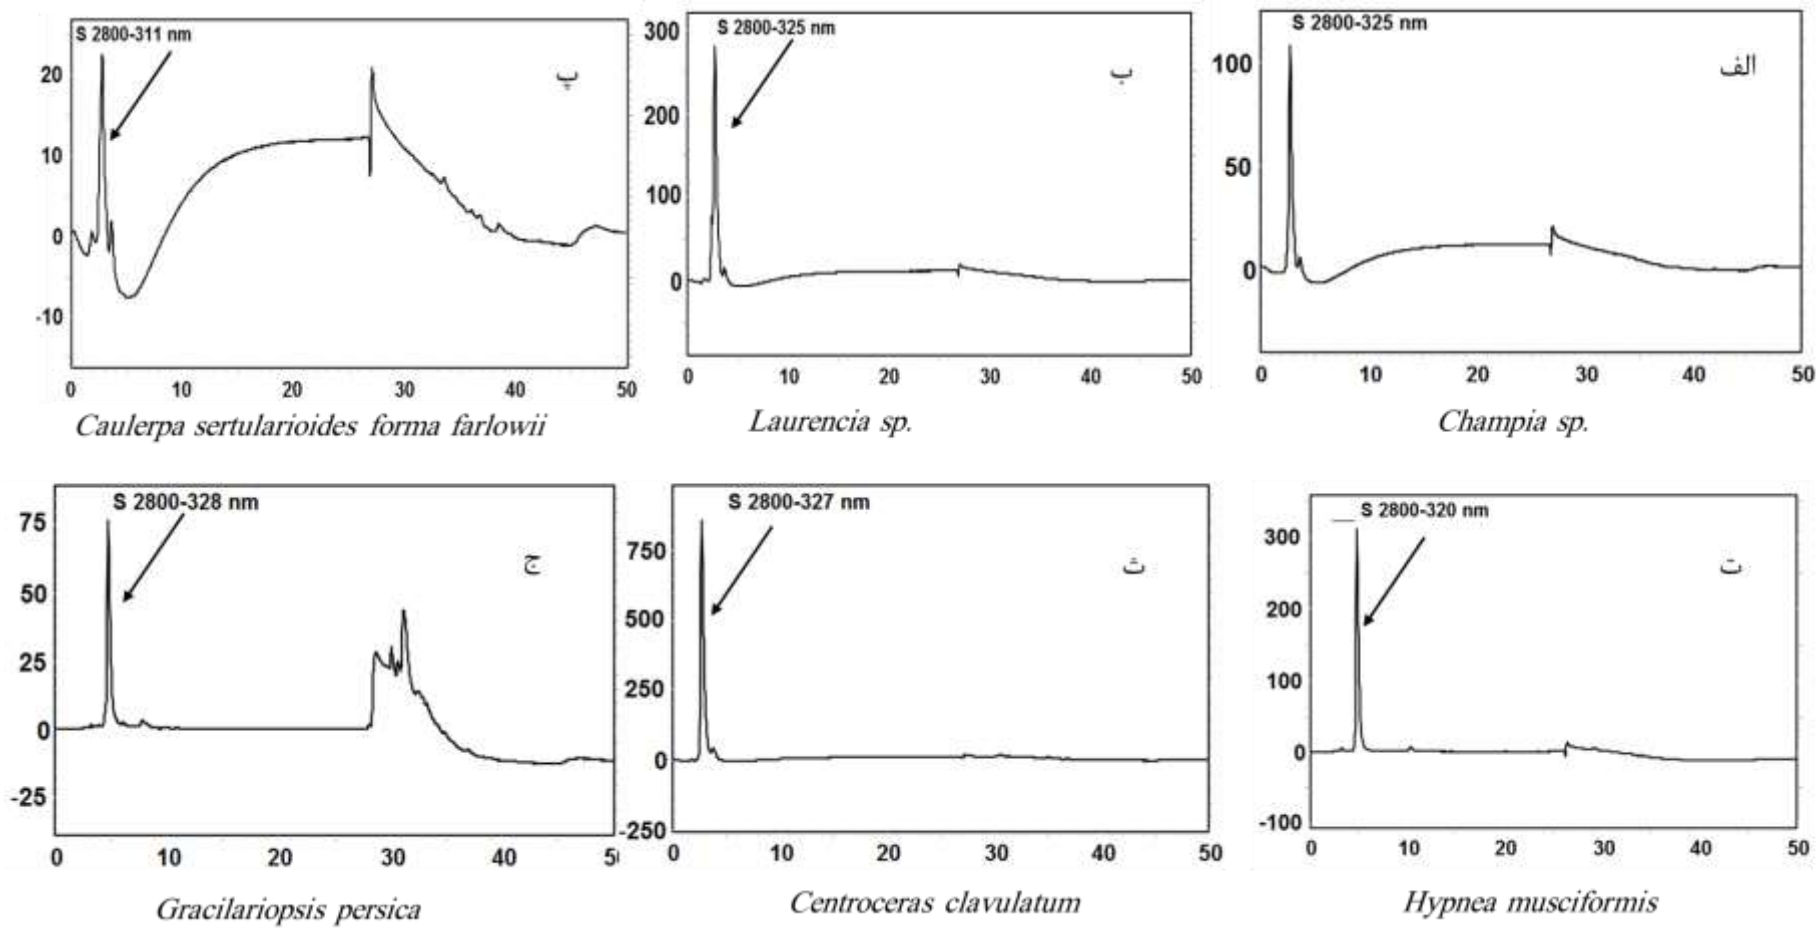 S 2800-311 nm
پ
20
10
0
-10
0 10 20 30 40 50
Caulerpa sertularioides forma farlowii
S 2800-325 nm
ب
300
200
100
0
0 10 20 30 40 50
Laurencia sp.
S 2800-325 nm
الف
100
50
0
0 10 20 30 40 50
Champia sp.
S 2800-328 nm
ج
75
50
25
0
-25
0 10 20 30 40 5
Gracilariopsis persica
S 2800-327 nm
ث
750
500
250
0
-250
0 10 20 30 40 50
Centroceras clavulatum
S 2800-320 nm
ت
300
200
100
0
-100
0 10 20 30 40 50
Hypnea musciformis